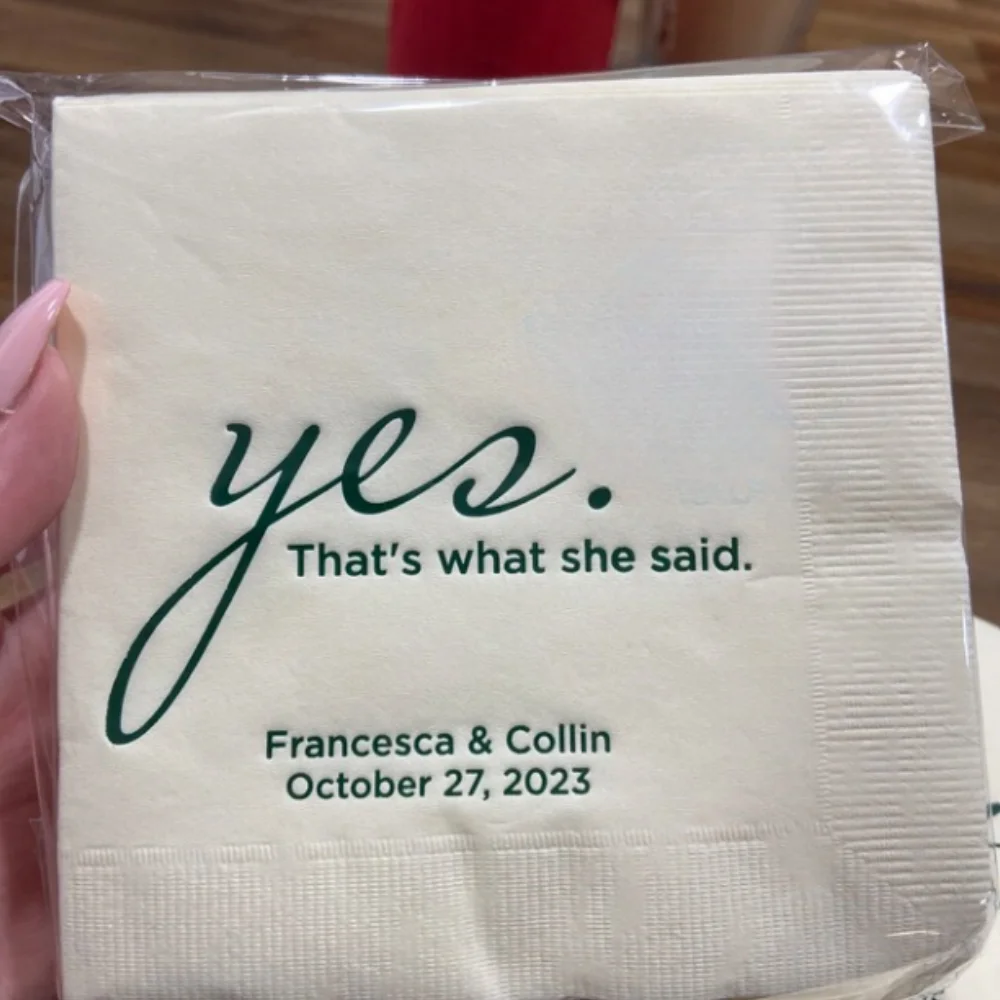 yes.
That's what she said.
Francesca & Collin
October 27, 2023